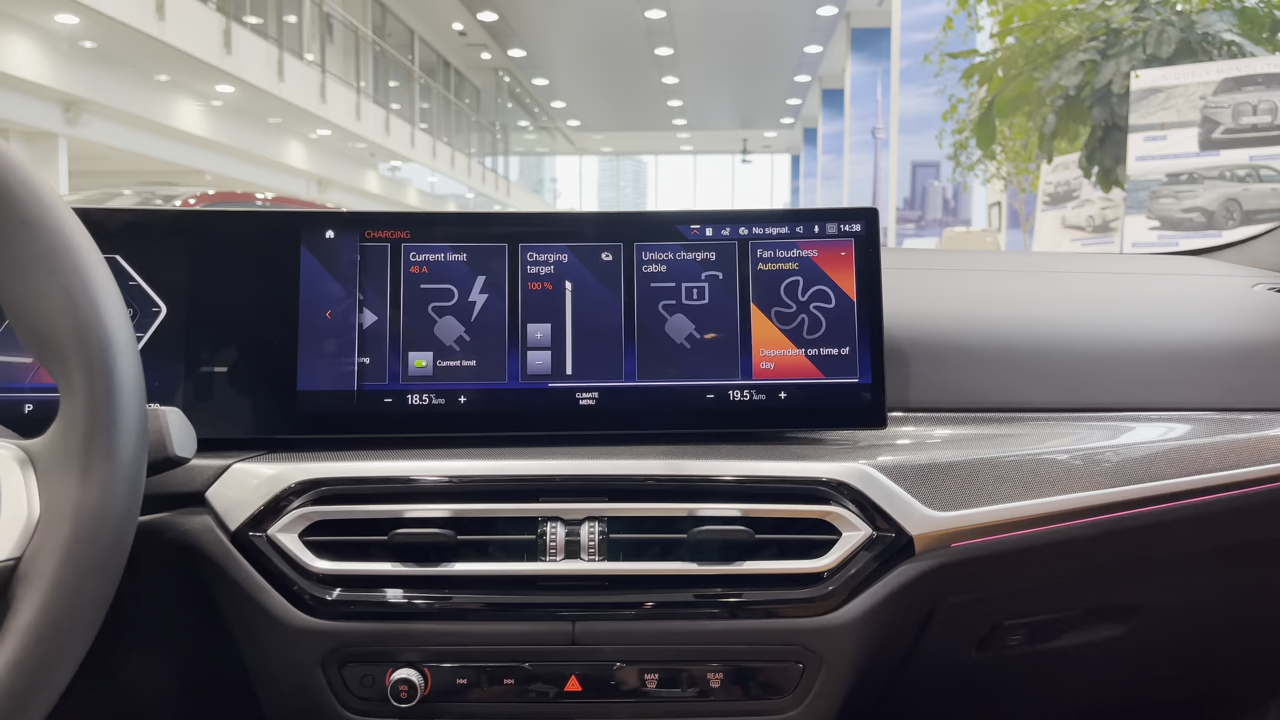 CHARGING
No signal.
14:38
Current limit
48 A
Current limit
Charging
target
100 %
+
−
Unlock charging
cable
Fan loudness
Automatic
Dependent on time of
day
ing
− 18.5 °C AUTO +
CLIMATE
MENU
− 19.5 °C AUTO +
P
VOL
MAX
REAR